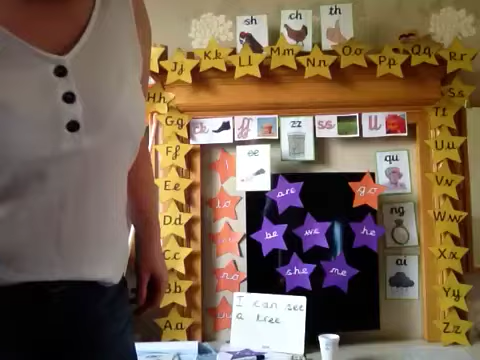 sh
ch
th
Jj
Kk
Ll
Mm
Nn
Oo
Pp
Qq
Rr
Hh
Ss
Gg
ck
ff
zz
ss
ll
Tt
Ff
ee
qu
Uu
Ee
are
go
Vv
to
Dd
be
we
he
ng
Ww
Cc
no
she
me
ai
Xx
Bb
I can see
a tree.
Yy
Aa
Zz